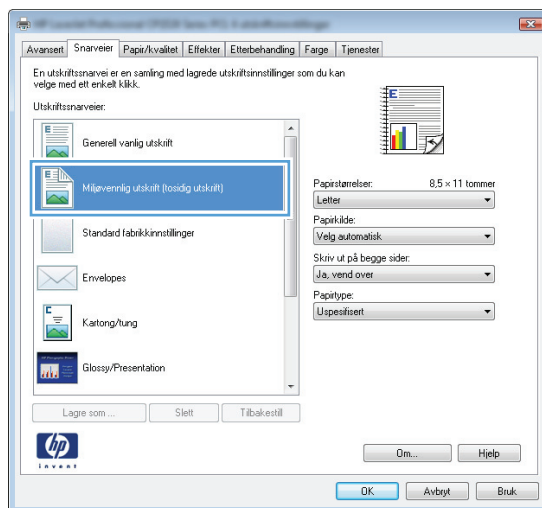 Avansert Snarveier Papir/kvalitet Effekter Etterbehandling Farge Tjenester
En utskriftssnarvei er en samling med lagrede utskriftsinnstillinger som du kan
velge med ett enkelt klikk.
Utskriftssnarveier:
Generell vanlig utskrift
Miljøvennlig utskrift (tosidig utskrift)
Standard fabrikkinnstillinger
Envelopes
Kartong/tung
Glossy/Presentation
Papirstørrelser: 8,5 × 11 tommer
Letter
Papirkilde:
Velg automatisk
Skriv ut på begge sider:
Ja, vend over
Papirtype:
Uspesifisert
Lagre som ... Slett Tilbakestill
hp
invent
Om... Hjelp
OK Avbryt Bruk